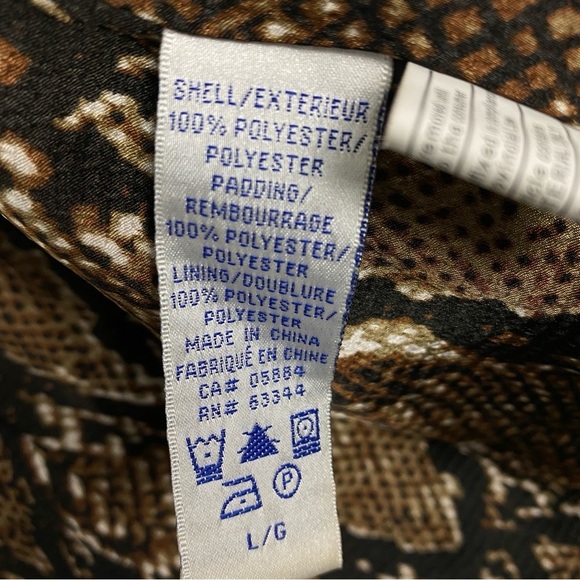 SHELL/EXTERIEUR
100% POLYESTER/
POLYESTER
PADDING/
REMBOURRAGE
100% POLYESTER/
POLYESTER
LINING/DOUBLURE
100% POLYESTER/
POLYESTER
MADE IN CHINA
FABRIQUÉ EN CHINE
CA# 05884
RN# 63344
P
L/G